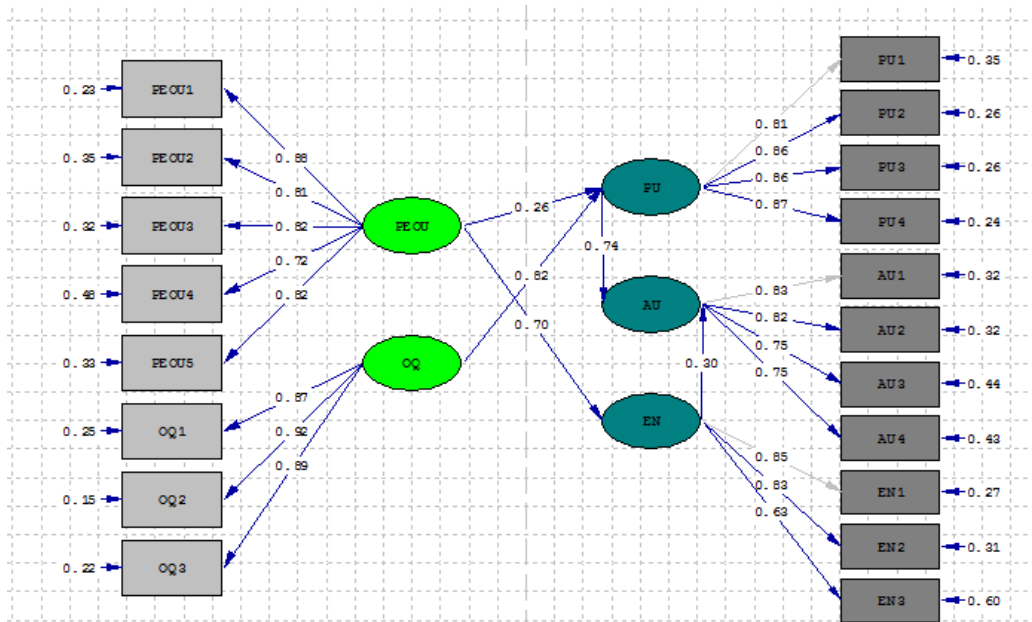 0.23 PEOU1
0.35 PEOU2
0.32 PEOU3
0.48 PEOU4
0.33 PEOU5
0.25 OQ1
0.15 OQ2
0.22 OQ3
0.88
0.81
0.82
0.72
0.82
0.87
0.92
0.89
PEOU
OQ
0.26
0.82
0.70
PU
0.74
AU
0.30
EN
0.81
0.86
0.86
0.87
0.83
0.82
0.75
0.75
0.85
0.83
0.63
PU1 0.35
PU2 0.26
PU3 0.26
PU4 0.24
AU1 0.32
AU2 0.32
AU3 0.44
AU4 0.43
EN1 0.27
EN2 0.31
EN3 0.60